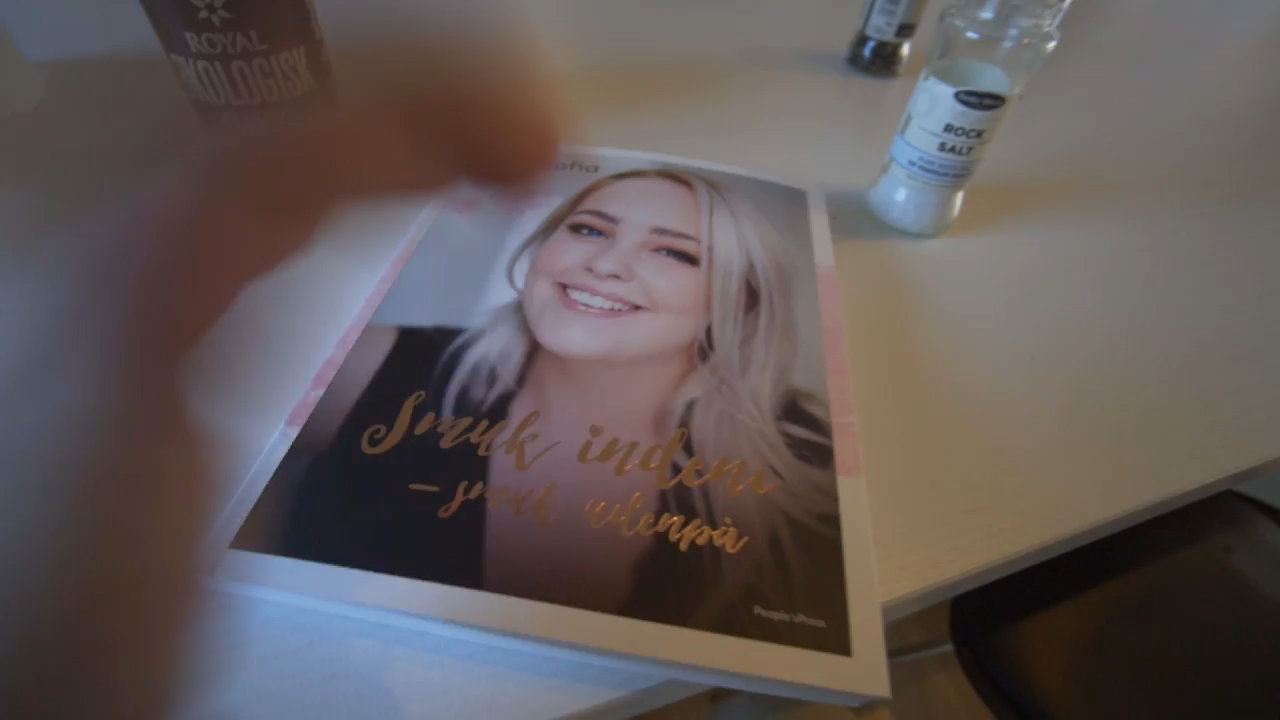 ROYAL
ØKOLOGISK
Smuk indeni
– smuk udenpå
People'sPress
ROCK
SALT